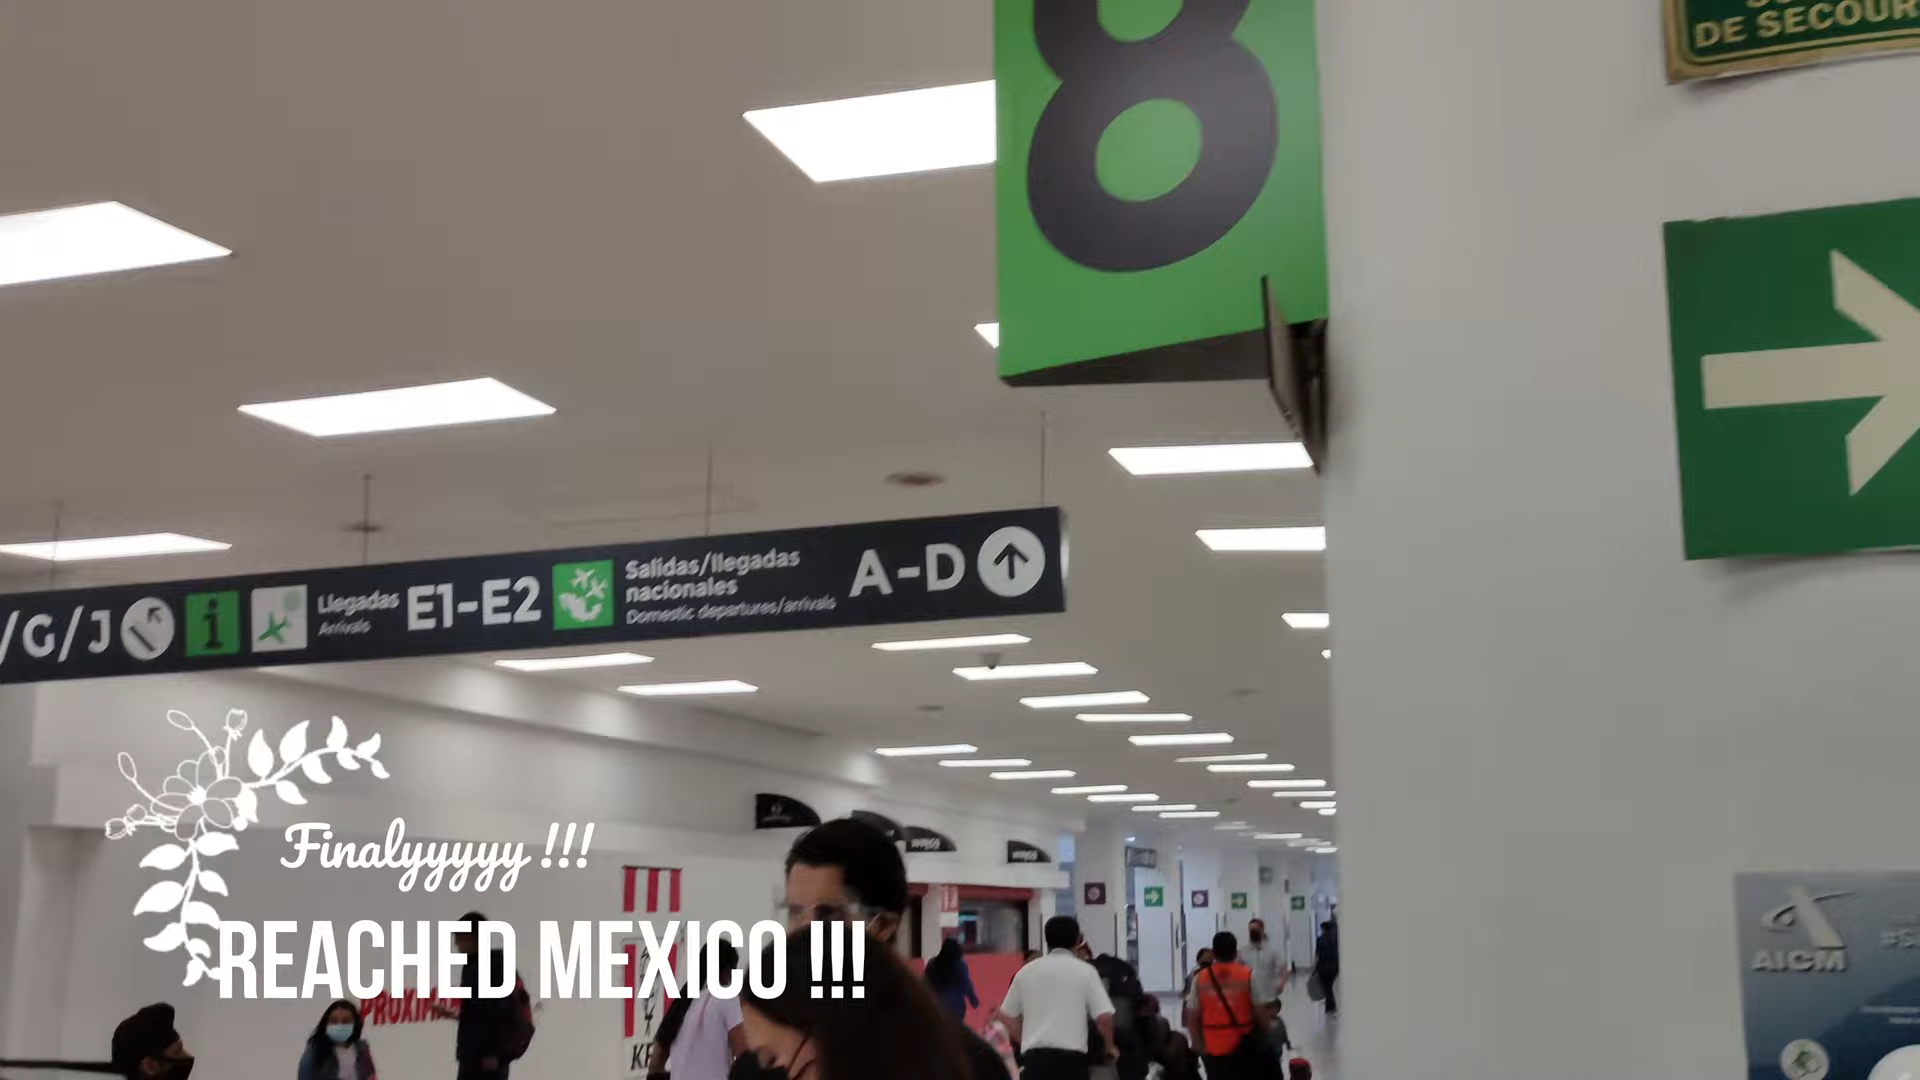 8
DE SECOUR
/G/J
i
Llegadas
Arrivals
E1-E2
Salidas/llegadas
nacionales
Domestic departures/arrivals
A-D
Finalyyyyy !!!
REACHED MEXICO !!!
AICM